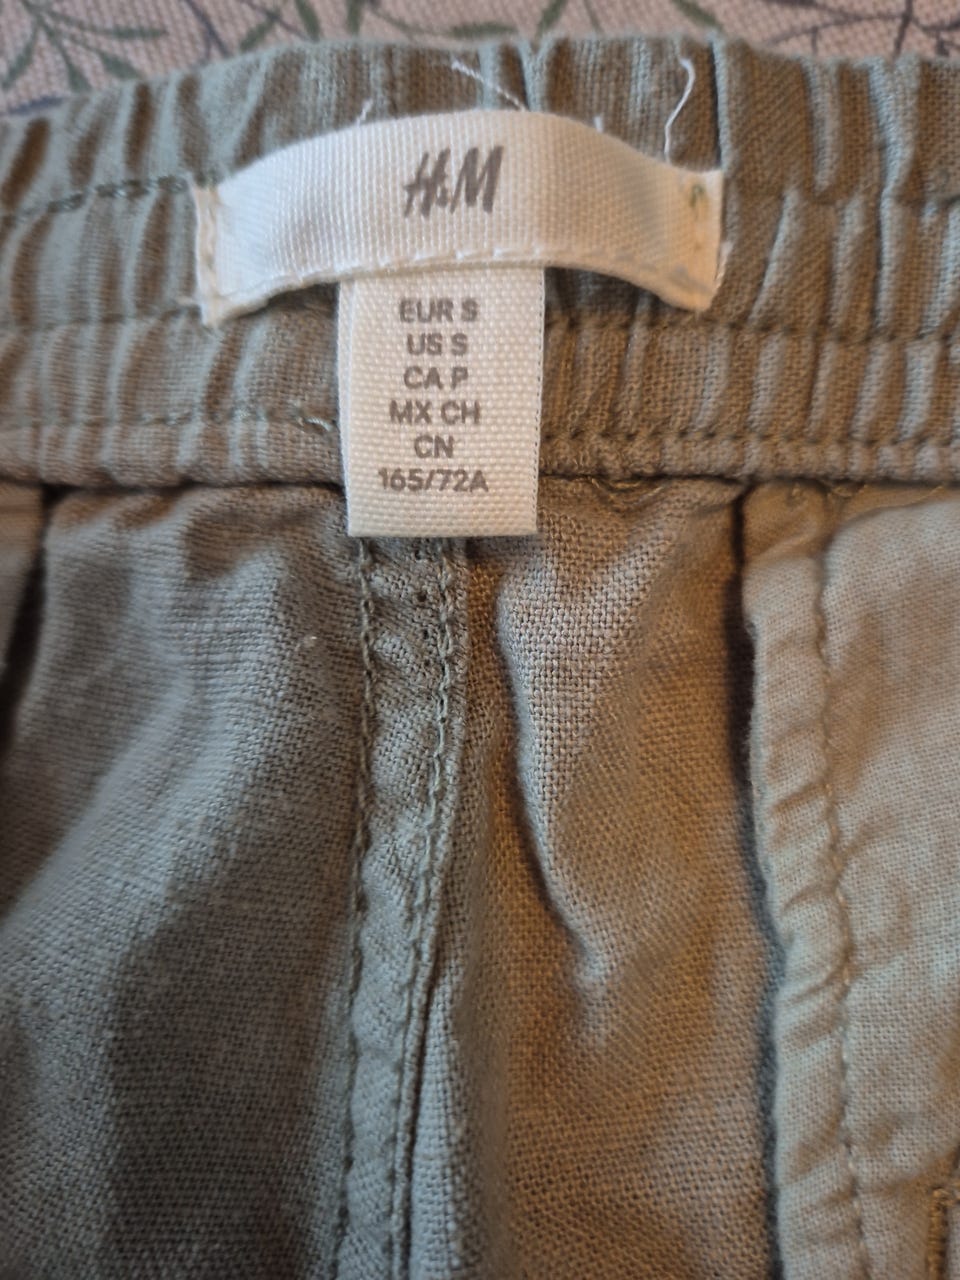 H&M
EUR S
US S
CA P
MX CH
CN
165/72A